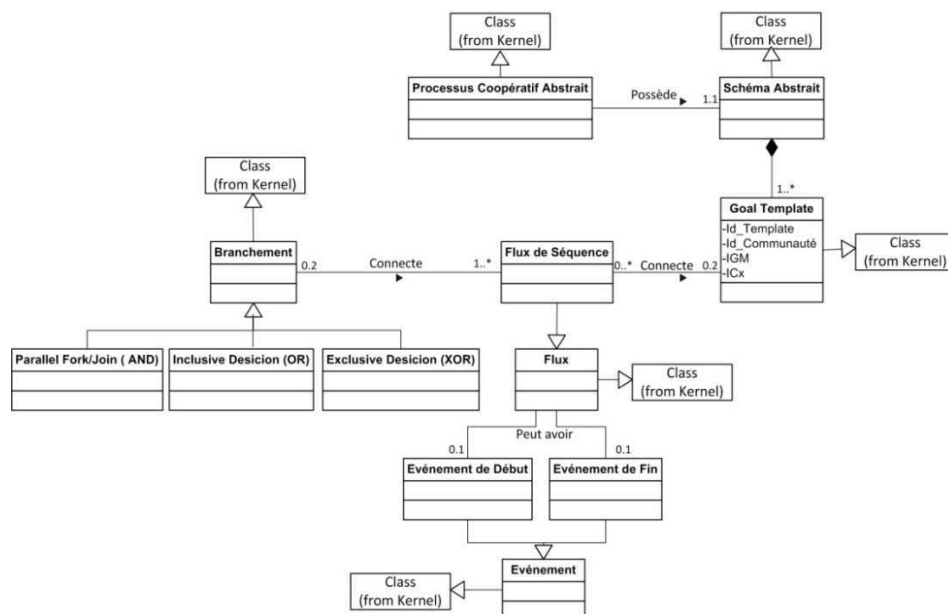 Class
(from Kernel)
Class
(from Kernel)
Processus Coopératif Abstrait
Possède
1.1
Schéma Abstrait
Class
(from Kernel)
1..*
Goal Template
-Id_Template
-Id_Communauté
-IGM
-ICx
Class
(from Kernel)
Branchement
0.2
Connecte
1..*
Flux de Séquence
0..*
Connecte
0.2
Parallel Fork/Join ( AND)
Inclusive Desicion (OR)
Exclusive Desicion (XOR)
Flux
Class
(from Kernel)
Peut avoir
0.1
0.1
Evénement de Début
Evénement de Fin
Evénement
Class
(from Kernel)